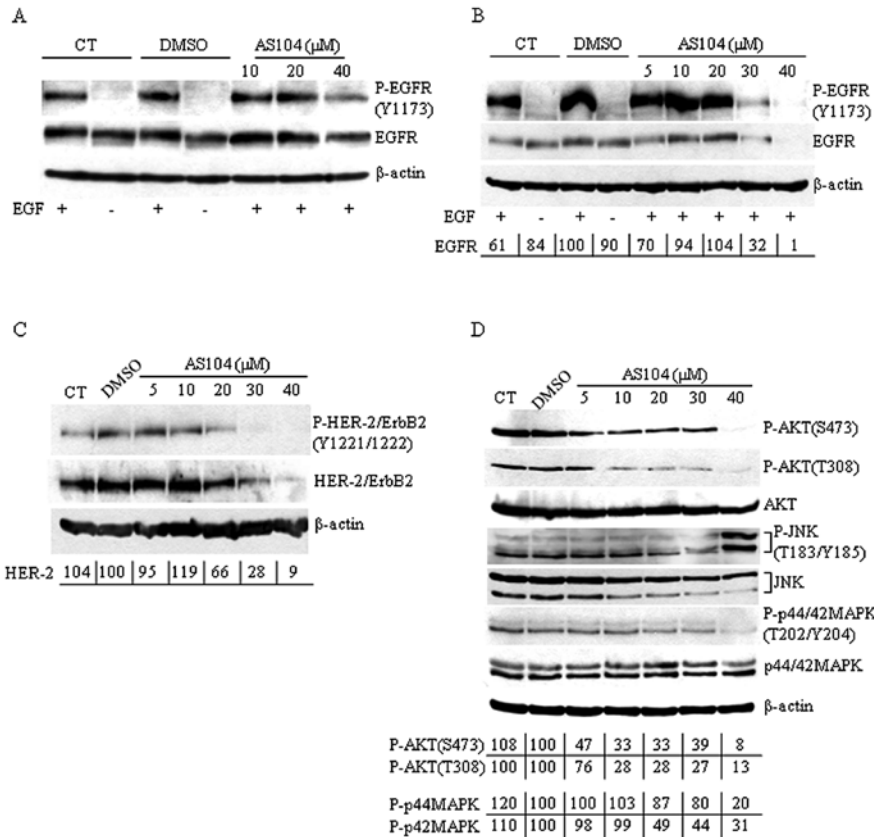 A
CT DMSO AS104 (μM)
10 20 40
P-EGFR
(Y1173)
EGFR
β-actin
EGF + - + - + + +
B
CT DMSO AS104 (μM)
5 10 20 30 40
P-EGFR
(Y1173)
EGFR
β-actin
EGF + - + - + + + + +
EGFR 61 84 100 90 70 94 104 32 1
C
AS104 (μM)
CT DMSO 5 10 20 30 40
P-HER-2/ErbB2
(Y1221/1222)
HER-2/ErbB2
β-actin
HER-2 104 100 95 119 66 28 9
D
AS104 (μM)
CT DMSO 5 10 20 30 40
P-AKT(S473)
P-AKT(T308)
AKT
P-JNK
(T183/Y185)
JNK
P-p44/42MAPK
(T202/Y204)
p44/42MAPK
β-actin
P-AKT(S473) 108 100 47 33 33 39 8
P-AKT(T308) 100 100 76 28 28 27 13
P-p44MAPK 120 100 100 103 87 80 20
P-p42MAPK 110 100 98 99 49 44 31